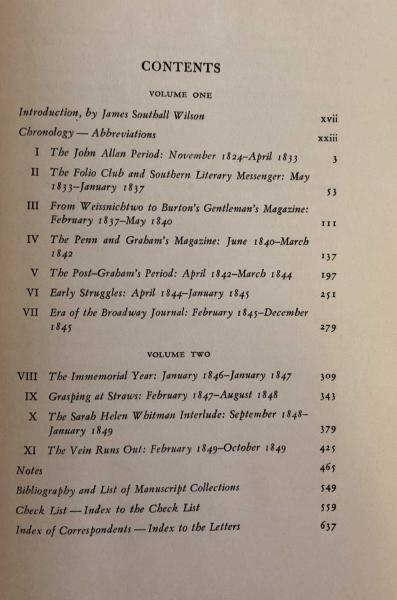 CONTENTS
VOLUME ONE
Introduction, by James Southall Wilson xvii
Chronology — Abbreviations xxiii
I The John Allan Period: November 1824–April 1833 3
II The Folio Club and Southern Literary Messenger: May
1833–January 1837 53
III From Weissnichtwo to Burton's Gentleman's Magazine:
February 1837–May 1840 111
IV The Penn and Graham's Magazine: June 1840–March
1842 137
V The Post–Graham's Period: April 1842–March 1844 197
VI Early Struggles: April 1844–January 1845 251
VII Era of the Broadway Journal: February 1845–December
1845 279
VOLUME TWO
VIII The Immemorial Year: January 1846–January 1847 309
IX Grasping at Straws: February 1847–August 1848 343
X The Sarah Helen Whitman Interlude: September 1848–
January 1849 379
XI The Vein Runs Out: February 1849–October 1849 425
Notes 465
Bibliography and List of Manuscript Collections 549
Check List — Index to the Check List 559
Index of Correspondents — Index to the Letters 637